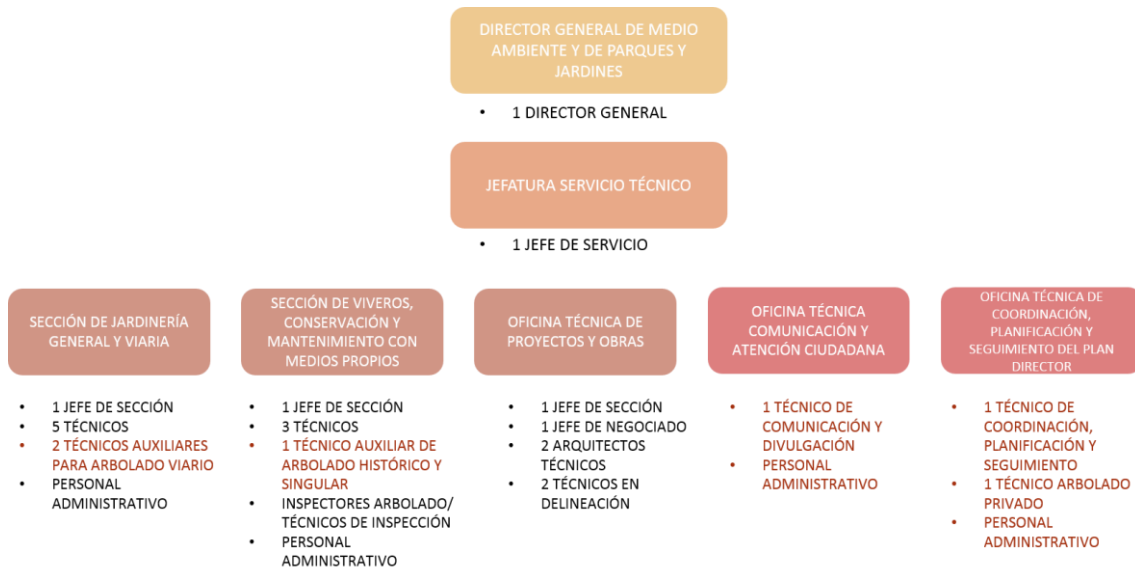 DIRECTOR GENERAL DE MEDIO
AMBIENTE Y DE PARQUES Y
JARDINES
• 1 DIRECTOR GENERAL
JEFATURA SERVICIO TÉCNICO
• 1 JEFE DE SERVICIO
SECCIÓN DE JARDINERÍA
GENERAL Y VIARIA
• 1 JEFE DE SECCIÓN
• 5 TÉCNICOS
• 2 TÉCNICOS AUXILIARES
PARA ARBOLADO VIARIO
• PERSONAL
ADMINISTRATIVO
SECCIÓN DE VIVEROS,
CONSERVACIÓN Y
MANTENIMIENTO CON
MEDIOS PROPIOS
• 1 JEFE DE SECCIÓN
• 3 TÉCNICOS
• 1 TÉCNICO AUXILIAR DE
ARBOLADO HISTÓRICO Y
SINGULAR
• INSPECTORES ARBOLADO/
TÉCNICOS DE INSPECCIÓN
• PERSONAL
ADMINISTRATIVO
OFICINA TÉCNICA DE
PROYECTOS Y OBRAS
• 1 JEFE DE SECCIÓN
• 1 JEFE DE NEGOCIADO
• 2 ARQUITECTOS
TÉCNICOS
• 2 TÉCNICOS EN
DELINEACIÓN
OFICINA TÉCNICA
COMUNICACIÓN Y
ATENCIÓN CIUDADANA
• 1 TÉCNICO DE
COMUNICACIÓN Y
DIVULGACIÓN
• PERSONAL
ADMINISTRATIVO
OFICINA TÉCNICA DE
COORDINACIÓN,
PLANIFICACIÓN Y
SEGUIMIENTO DEL PLAN
DIRECTOR
• 1 TÉCNICO DE
COORDINACIÓN,
PLANIFICACIÓN Y
SEGUIMIENTO
• 1 TÉCNICO ARBOLADO
PRIVADO
• PERSONAL
ADMINISTRATIVO